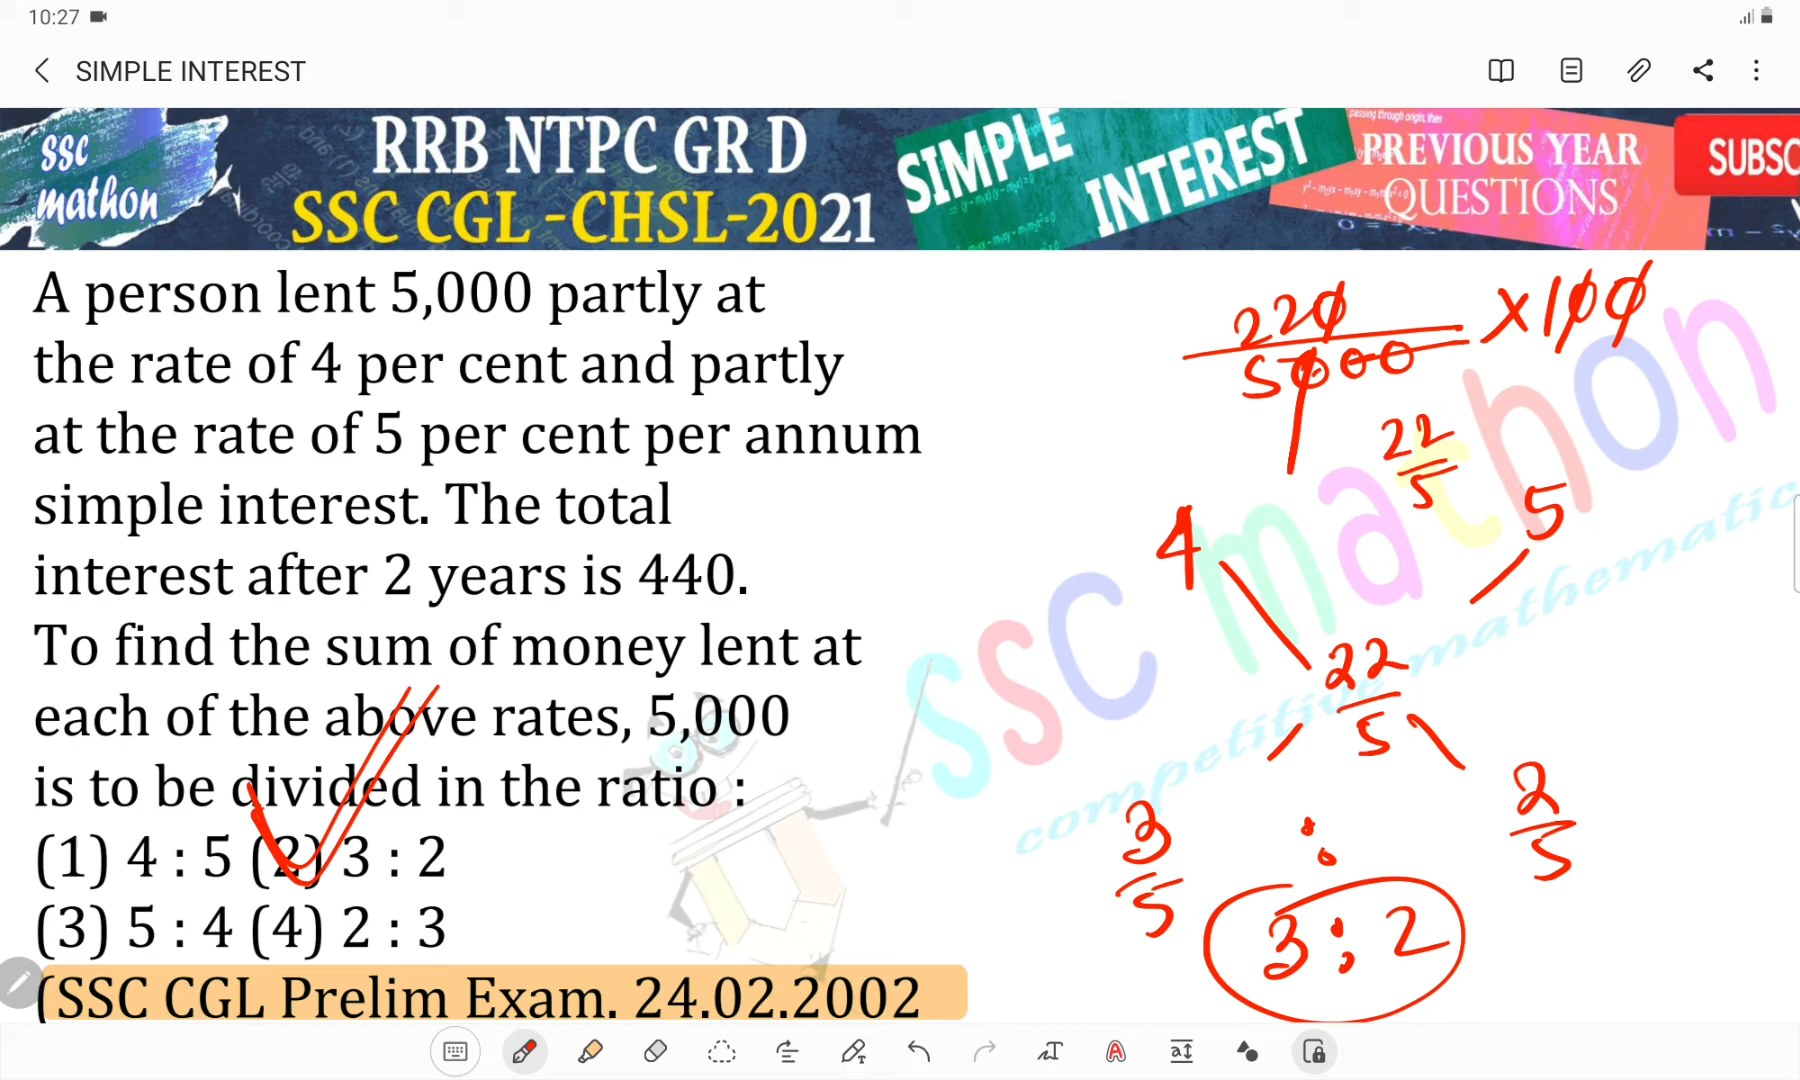 10:27
SIMPLE INTEREST
SSC
mathon
RRB NTPC GR D
SSC CGL -CHSL-2021
SIMPLE
INTEREST
passing through origin, then
PREVIOUS YEAR
QUESTIONS
SUBSC
A person lent 5,000 partly at
the rate of 4 per cent and partly
at the rate of 5 per cent per annum
simple interest. The total
interest after 2 years is 440.
To find the sum of money lent at
each of the above rates, 5,000
is to be divided in the ratio :
(1) 4 : 5 (2) 3 : 2
(3) 5 : 4 (4) 2 : 3
(SSC CGL Prelim Exam. 24.02.2002
220 ×100
5000
22
5
4 5
22
5
3 : 2
5 5
3 : 2
SSC mathon
competitive mathematic